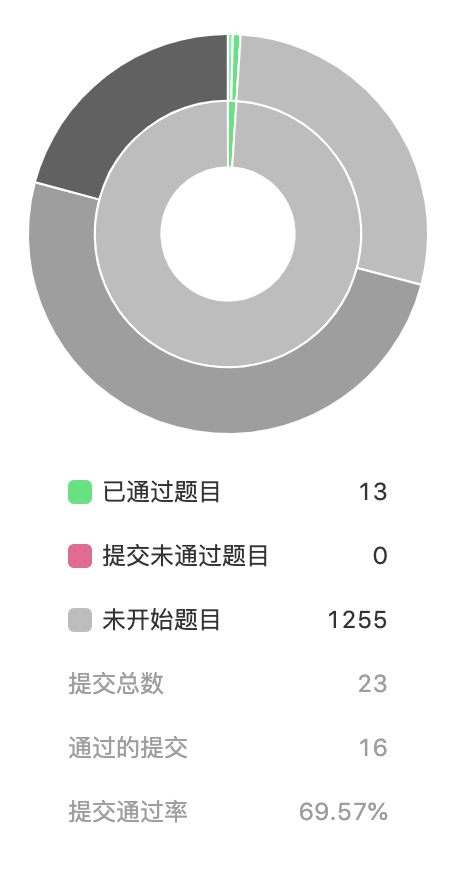 已通过题目 13
提交未通过题目 0
未开始题目 1255
提交总数 23
通过的提交 16
提交通过率 69.57%